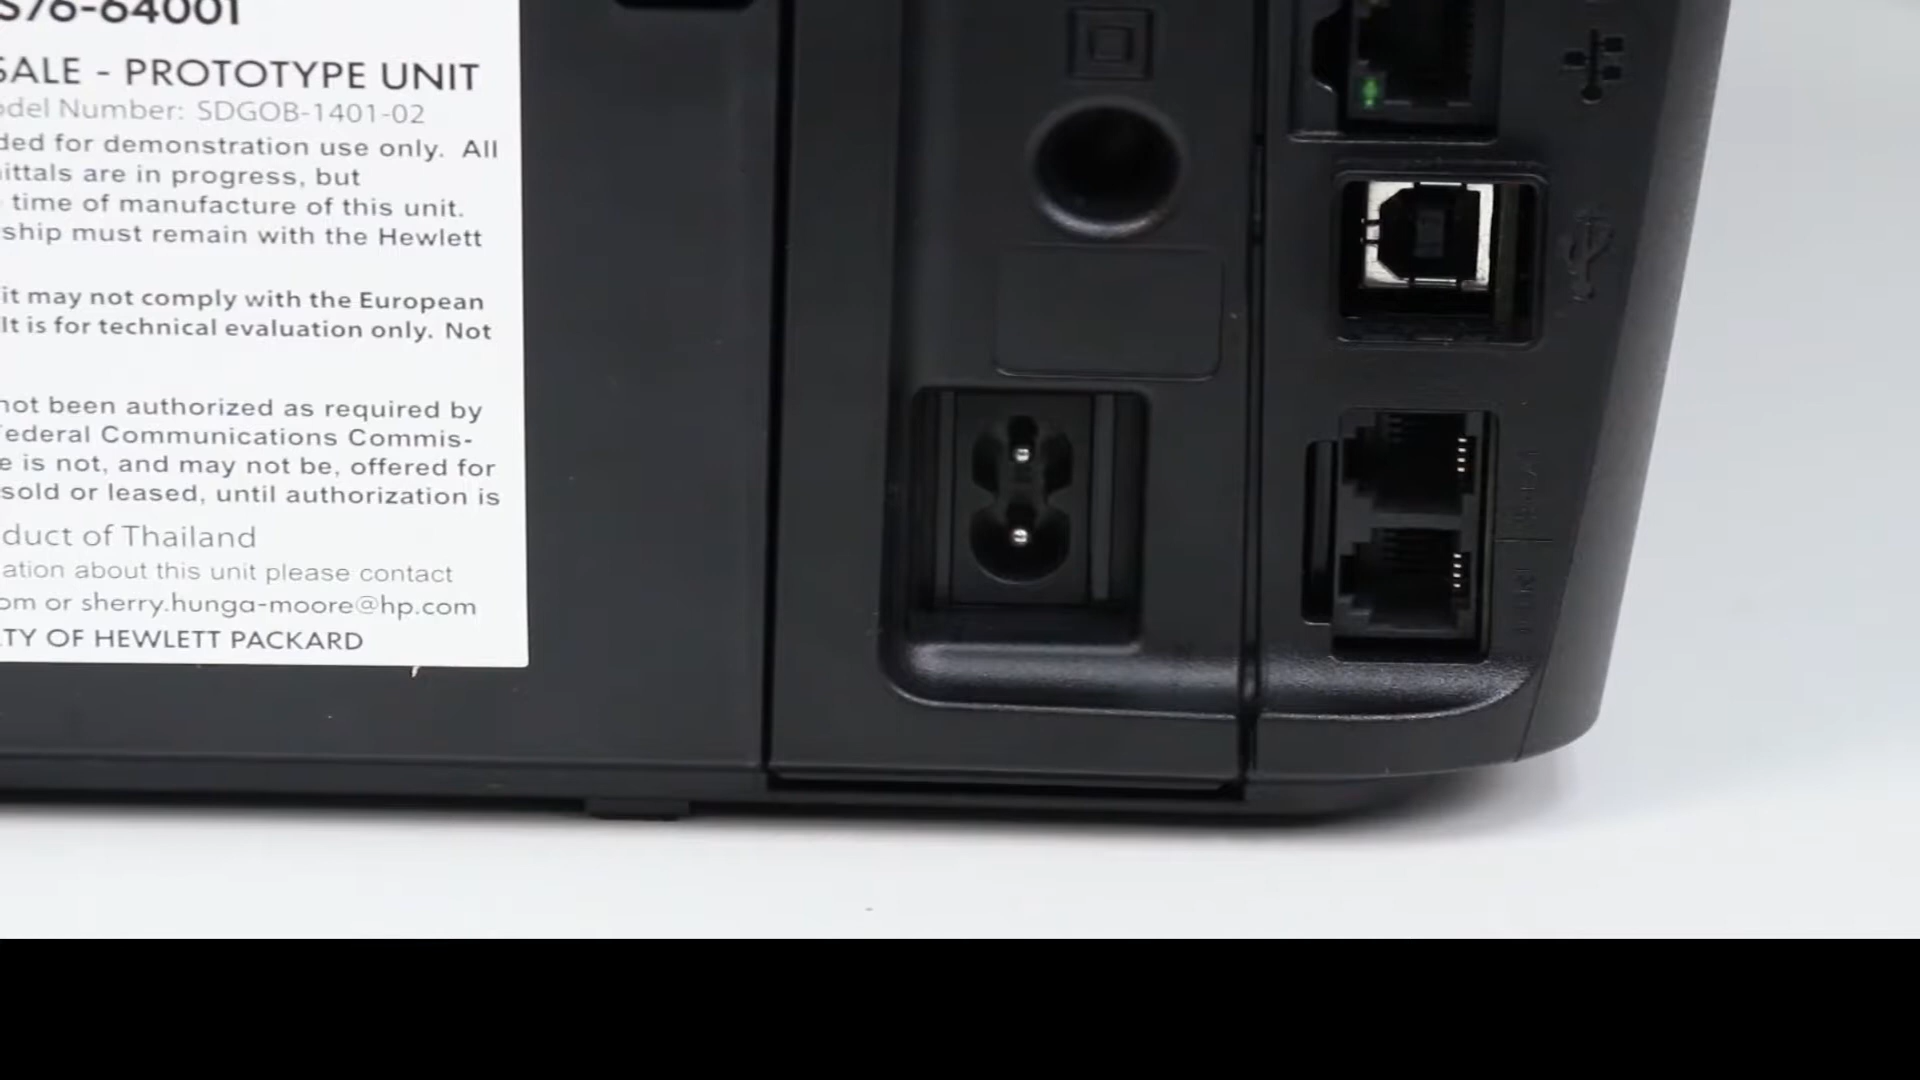 S76-64001
SALE - PROTOTYPE UNIT
odel Number: SDGOB-1401-02
ded for demonstration use only. All
ittals are in progress, but
time of manufacture of this unit.
ship must remain with the Hewlett
it may not comply with the European
It is for technical evaluation only. Not
not been authorized as required by
Federal Communications Commis-
e is not, and may not be, offered for
sold or leased, until authorization is
duct of Thailand
ation about this unit please contact
om or sherry.hunga-moore@hp.com
TY OF HEWLETT PACKARD